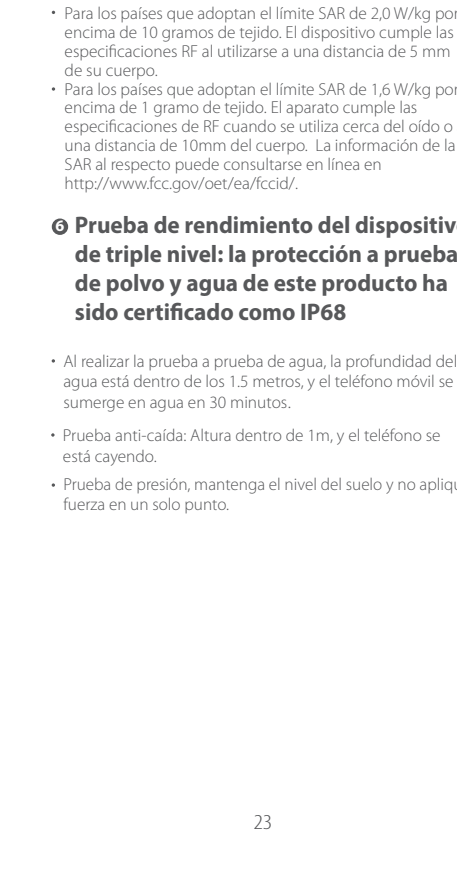 • Para los países que adoptan el límite SAR de 2,0 W/kg por
encima de 10 gramos de tejido. El dispositivo cumple las
especificaciones RF al utilizarse a una distancia de 5 mm
de su cuerpo.
• Para los países que adoptan el límite SAR de 1,6 W/kg por
encima de 1 gramo de tejido. El aparato cumple las
especificaciones de RF cuando se utiliza cerca del oído o
una distancia de 10mm del cuerpo. La información de la
SAR al respecto puede consultarse en línea en
http://www.fcc.gov/oet/ea/fccid/.
❻ Prueba de rendimiento del dispositivo
de triple nivel: la protección a prueba
de polvo y agua de este producto ha
sido certificado como IP68
• Al realizar la prueba a prueba de agua, la profundidad del
agua está dentro de los 1.5 metros, y el teléfono móvil se
sumerge en agua en 30 minutos.
• Prueba anti-caída: Altura dentro de 1m, y el teléfono se
está cayendo.
• Prueba de presión, mantenga el nivel del suelo y no apliqu
fuerza en un solo punto.
23